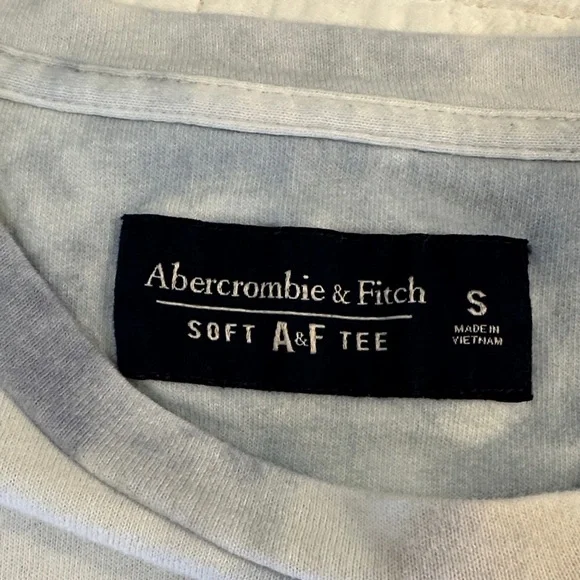 Abercrombie & Fitch
SOFT A&F TEE
S
MADE IN
VIETNAM